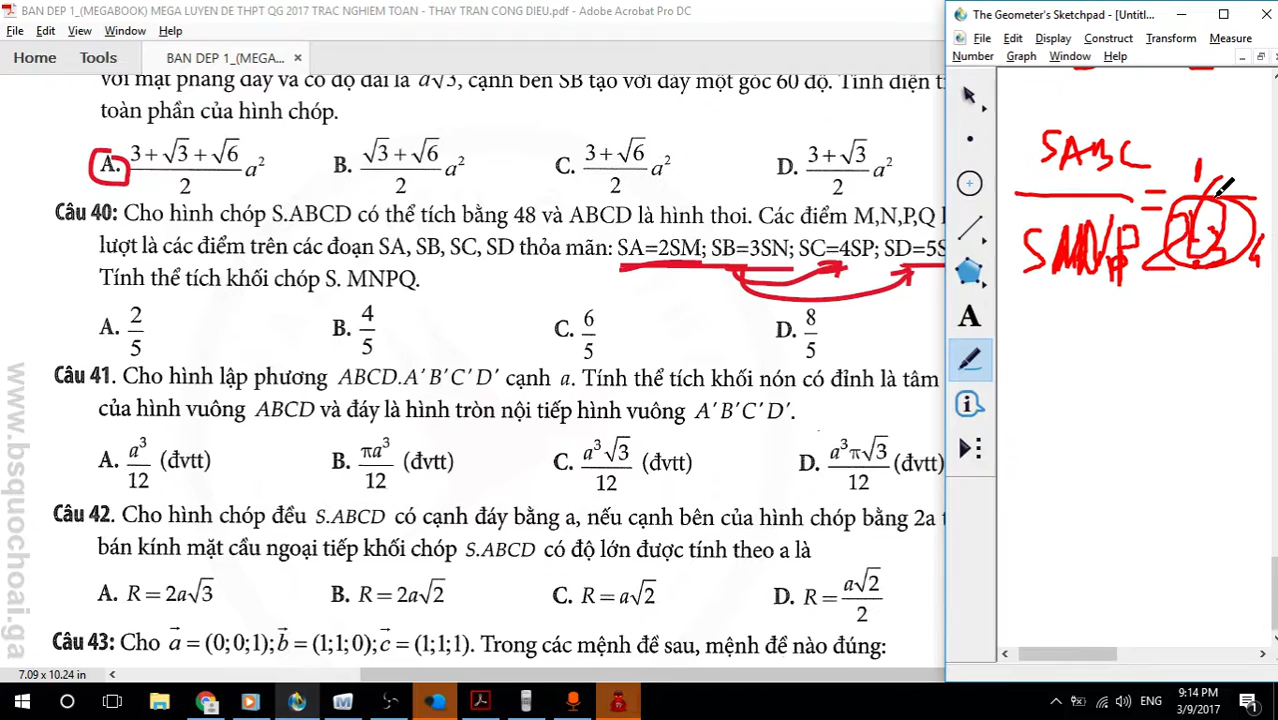 BAN DEP 1_(MEGABOOK) MEGA LUYEN DE THPT QG 2017 TRAC NGHIEM TOAN - THAY TRAN CONG DIEU.pdf - Adobe Acrobat Pro DC
File Edit View Window Help
Home Tools BAN DEP 1_(MEGA... ×
với mặt phẳng đáy và có độ dài là a√3, cạnh bên SB tạo với đáy một góc 60 độ. Tính diện t
toàn phần của hình chóp.
A. (3+√3+√6)/2 a² B. (√3+√6)/2 a² C. (3+√6)/2 a² D. (3+√3)/2 a²
Câu 40: Cho hình chóp S.ABCD có thể tích bằng 48 và ABCD là hình thoi. Các điểm M,N,P,Q l
lượt là các điểm trên các đoạn SA, SB, SC, SD thỏa mãn: SA=2SM; SB=3SN; SC=4SP; SD=5S
Tính thể tích khối chóp S. MNPQ.
A. 2/5 B. 4/5 C. 6/5 D. 8/5
Câu 41. Cho hình lập phương ABCD.A'B'C'D' cạnh a. Tính thể tích khối nón có đỉnh là tâm
của hình vuông ABCD và đáy là hình tròn nội tiếp hình vuông A'B'C'D'.
A. a³/12 (đvtt) B. πa³/12 (đvtt) C. a³√3/12 (đvtt) D. a³π√3/12 (đvtt)
Câu 42. Cho hình chóp đều S.ABCD có cạnh đáy bằng a, nếu cạnh bên của hình chóp bằng 2a t
bán kính mặt cầu ngoại tiếp khối chóp S.ABCD có độ lớn được tính theo a là
A. R=2a√3 B. R=2a√2 C. R=a√2 D. R=a√2/2
Câu 43: Cho a⃗=(0;0;1); b⃗=(1;1;0); c⃗=(1;1;1). Trong các mệnh đề sau, mệnh đề nào đúng:
7.09 x 10.24 in
www.bsquochoai.ga
The Geometer's Sketchpad - [Untitl...
File Edit Display Construct Transform Measure
Number Graph Window Help
A
SABC
SMNP
=
ENG
9:14 PM
3/9/2017
1